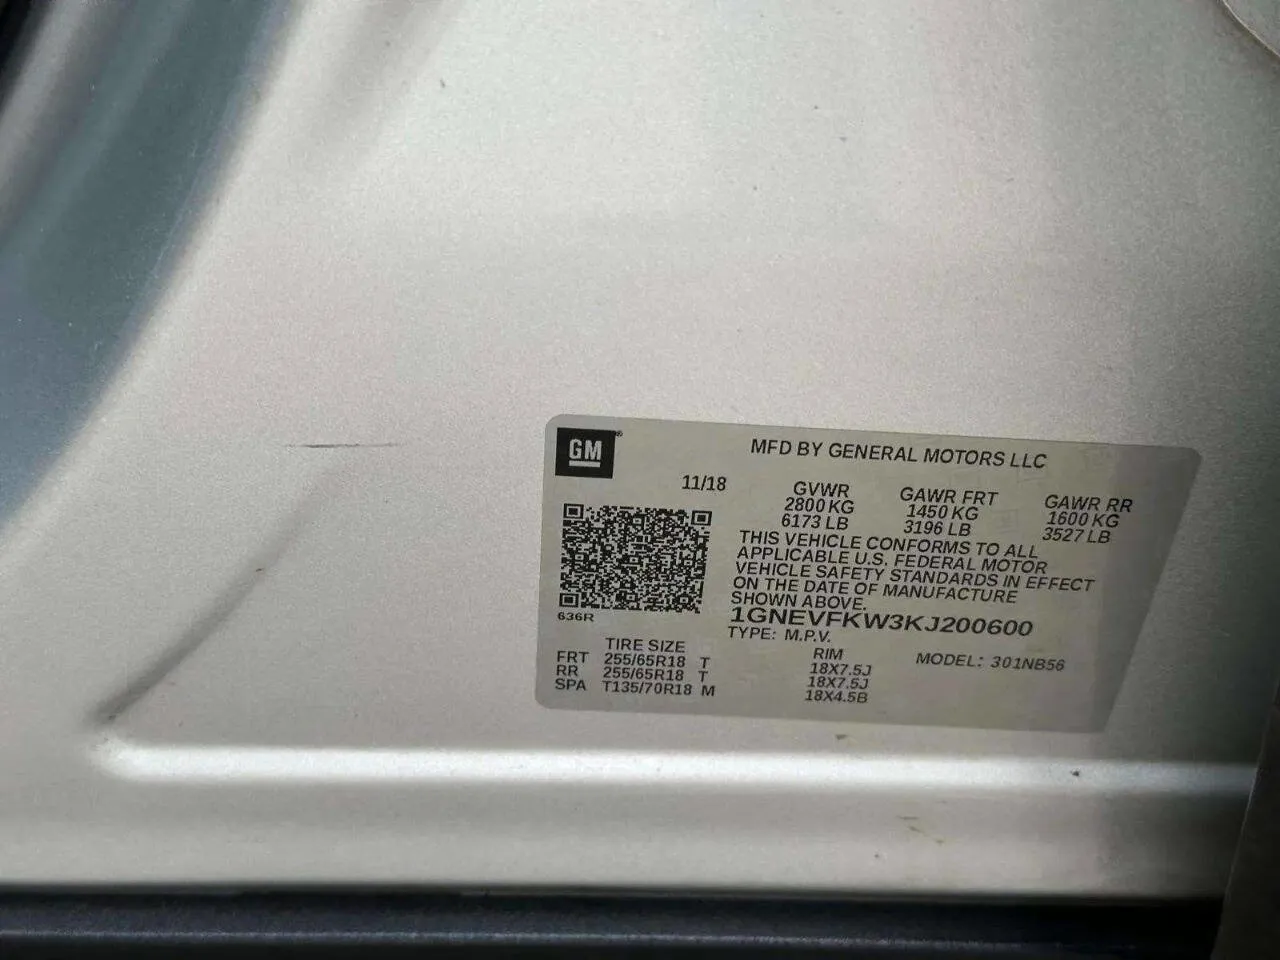 GM
MFD BY GENERAL MOTORS LLC
11/18
GVWR GAWR FRT GAWR RR
2800 KG 1450 KG 1600 KG
6173 LB 3196 LB 3527 LB
THIS VEHICLE CONFORMS TO ALL
APPLICABLE U.S. FEDERAL MOTOR
VEHICLE SAFETY STANDARDS IN EFFECT
ON THE DATE OF MANUFACTURE
SHOWN ABOVE.
636R
1GNEVFKW3KJ200600
TYPE: M.P.V.
TIRE SIZE RIM MODEL: 301NB56
FRT 255/65R18 T 18X7.5J
RR 255/65R18 T 18X7.5J
SPA T135/70R18 M 18X4.5B